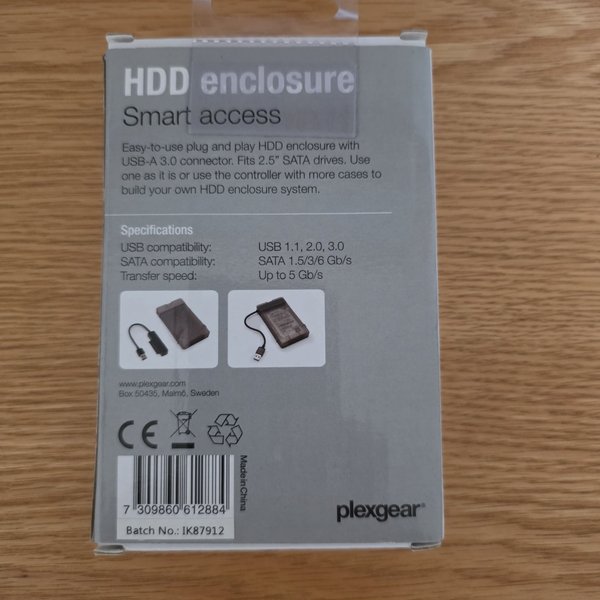 HDD enclosure
Smart access
Easy-to-use plug and play HDD enclosure with
USB-A 3.0 connector. Fits 2.5" SATA drives. Use
one as it is or use the controller with more cases to
build your own HDD enclosure system.
Specifications
USB compatibility: USB 1.1, 2.0, 3.0
SATA compatibility: SATA 1.5/3/6 Gb/s
Transfer speed: Up to 5 Gb/s
www.plexgear.com
Box 50435, Malmö, Sweden
CE
Made in China
7 309860 612884
Batch No.: IK87912
plexgear®